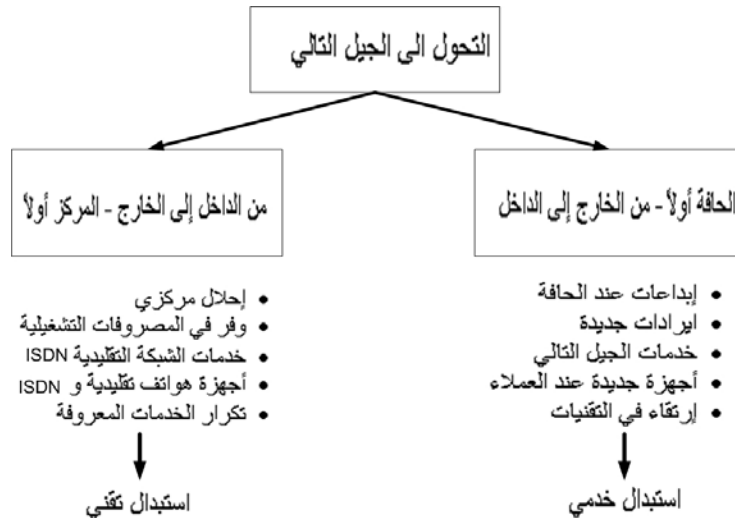 التحول الى الجيل التالي
الحافة أولاً - من الخارج إلى الداخل
• إبداعات عند الحافة
• ايرادات جديدة
• خدمات الجيل التالي
• أجهزة جديدة عند العملاء
• إرتقاء في التقنيات
استبدال خدمي
من الداخل إلى الخارج - المركز أولاً
• إحلال مركزي
• وفر في المصروفات التشغيلية
• خدمات الشبكة التقليدية ISDN
• أجهزة هواتف تقليدية و ISDN
• تكرار الخدمات المعروفة
استبدال تقني